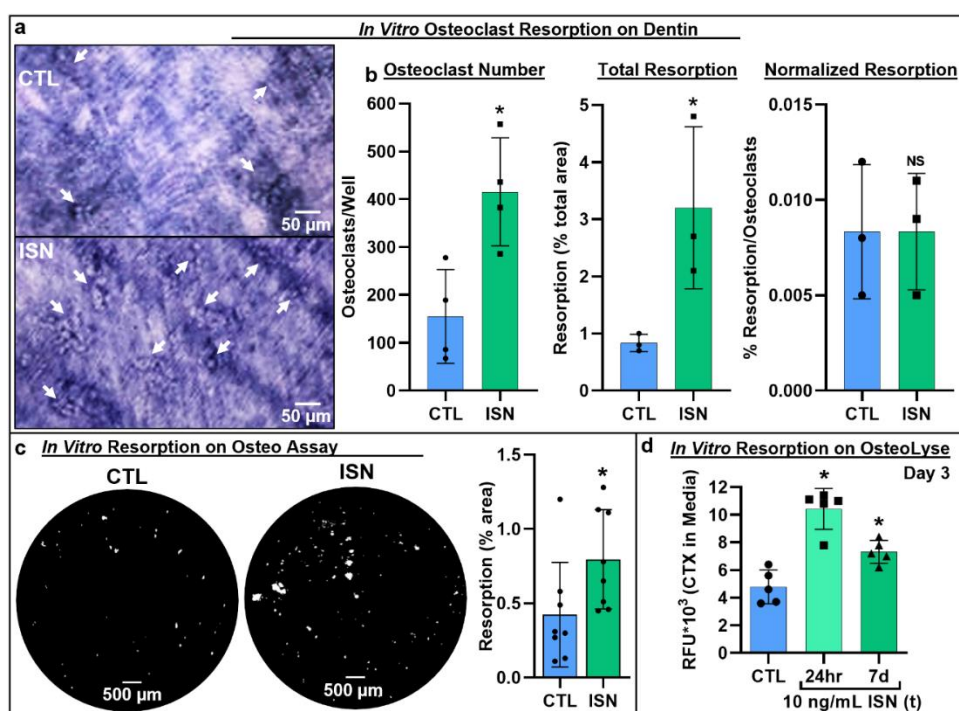 a
In Vitro Osteoclast Resorption on Dentin
CTL
50 µm
ISN
50 µm
b
Osteoclast Number
Osteoclasts/Well
600
500
400
300
200
100
0
*
CTL ISN
Total Resorption
Resorption (% total area)
5
4
3
2
1
0
*
CTL ISN
Normalized Resorption
% Resorption/Osteoclasts
0.015
0.010
0.005
0.000
NS
CTL ISN
c
In Vitro Resorption on Osteo Assay
CTL
500 µm
ISN
500 µm
Resorption (% area)
1.5
1.0
0.5
0.0
*
CTL ISN
d
In Vitro Resorption on OsteoLyse
Day 3
RFU*10³ (CTX in Media)
12
10
8
6
4
2
0
*
*
CTL 24hr 7d
10 ng/mL ISN (t)